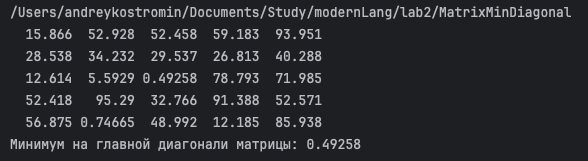 /Users/andreykostromin/Documents/Study/modernLang/lab2/MatrixMinDiagonal
15.866 52.928 52.458 59.183 93.951
28.538 34.232 29.537 26.813 40.288
12.614 5.5929 0.49258 78.793 71.985
52.418 95.29 32.766 91.388 52.571
56.875 0.74665 48.992 12.185 85.938
Минимум на главной диагонали матрицы: 0.49258